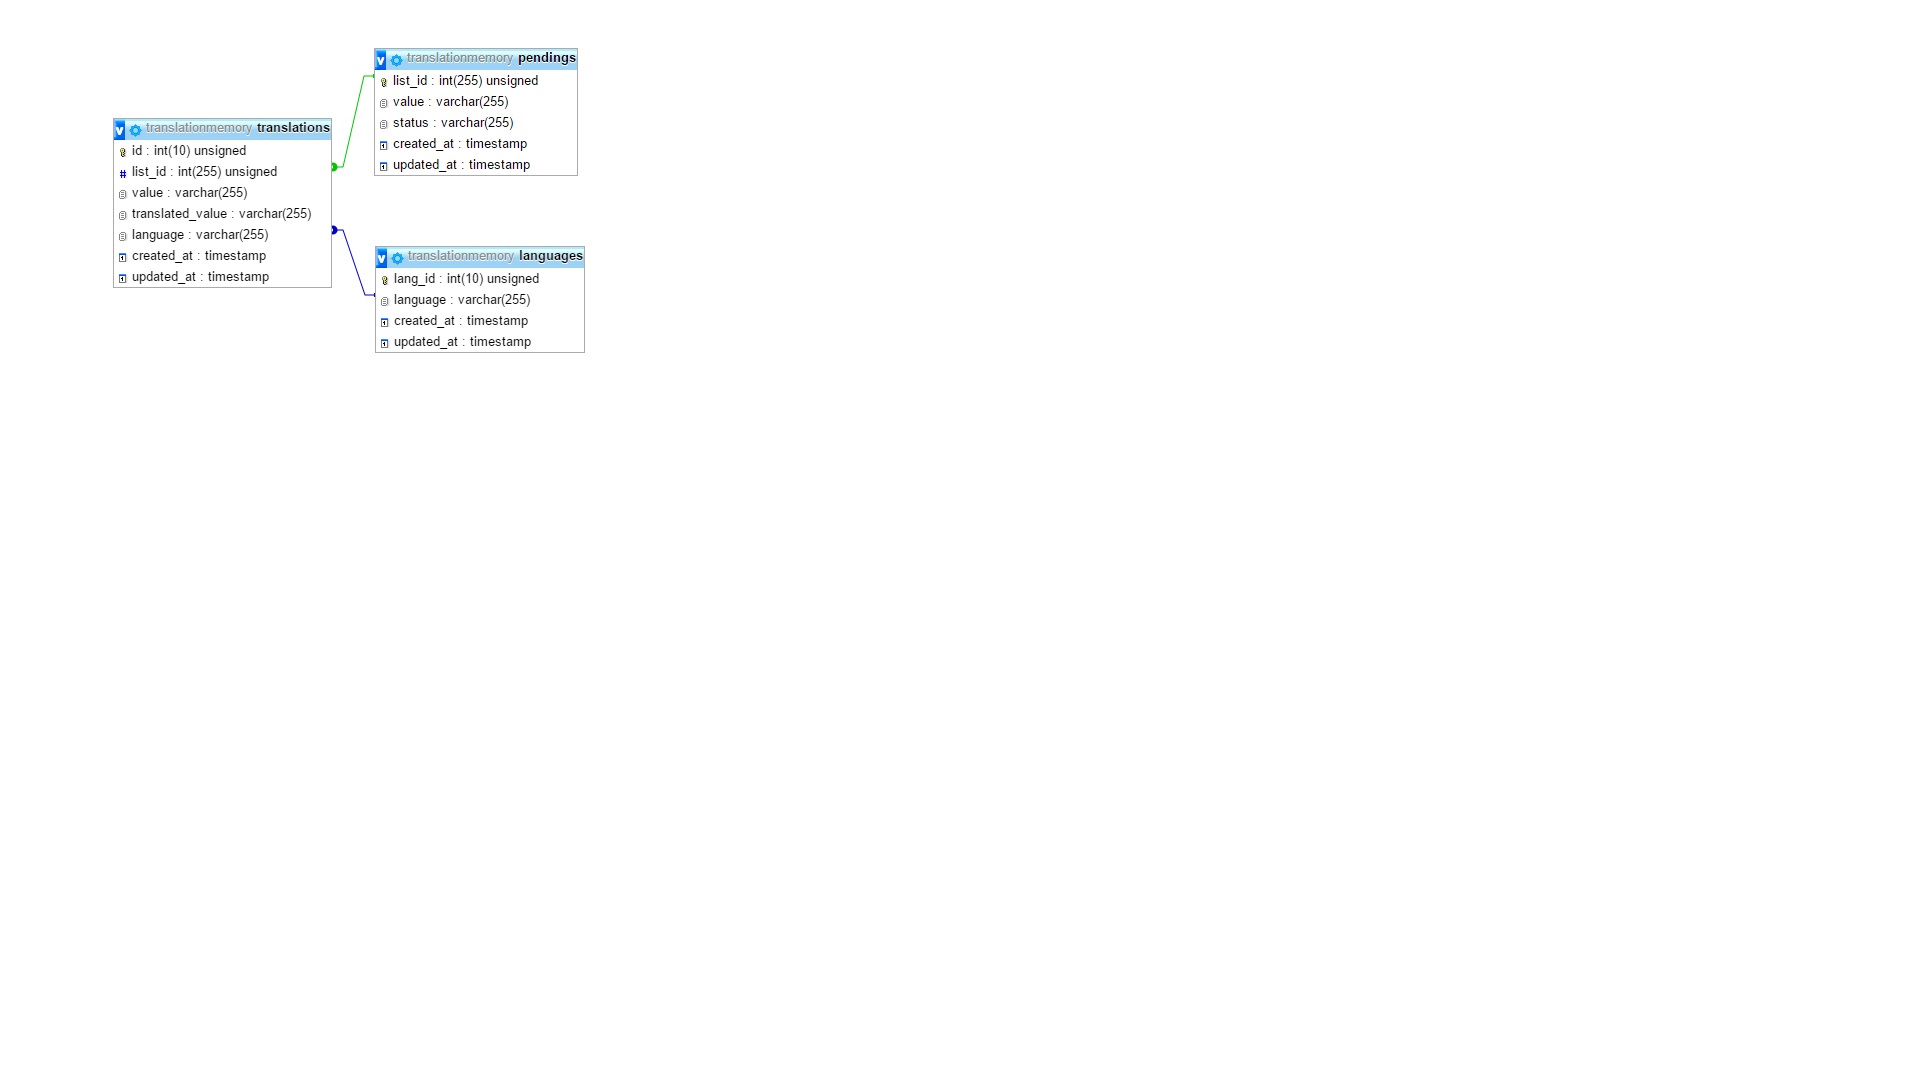 v translationmemory pendings
list_id : int(255) unsigned
value : varchar(255)
status : varchar(255)
created_at : timestamp
updated_at : timestamp
v translationmemory translations
id : int(10) unsigned
# list_id : int(255) unsigned
value : varchar(255)
translated_value : varchar(255)
language : varchar(255)
created_at : timestamp
updated_at : timestamp
v translationmemory languages
lang_id : int(10) unsigned
language : varchar(255)
created_at : timestamp
updated_at : timestamp